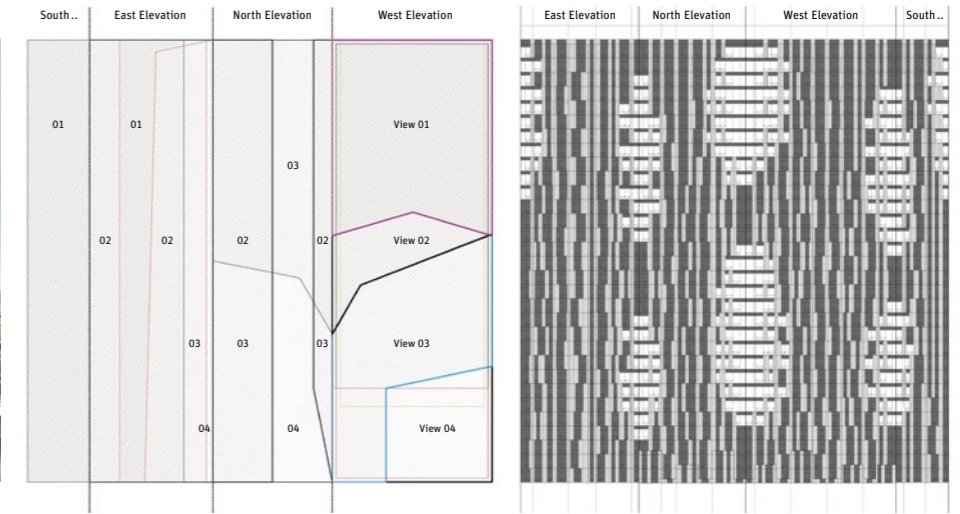 South .. East Elevation North Elevation West Elevation
East Elevation North Elevation West Elevation South ..
01 01 View 01
03
02 02 02 02 View 02
03 03 03 View 03
04 04 View 04